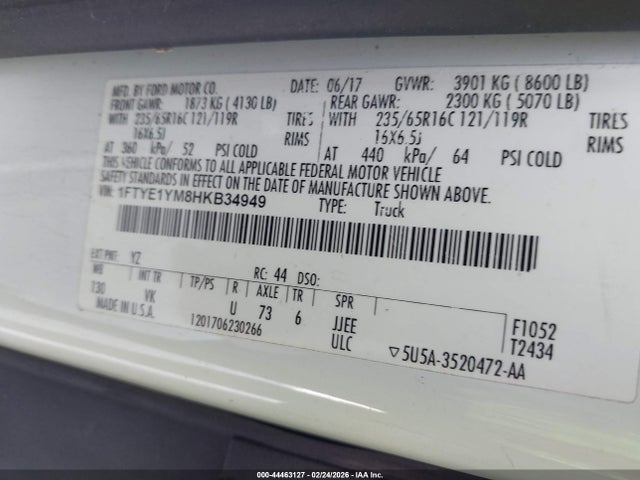 MFD. BY FORD MOTOR CO. DATE: 06/17 GVWR: 3901 KG ( 8600 LB)
FRONT GAWR: 1873 KG ( 4130 LB) REAR GAWR: 2300 KG ( 5070 LB)
WITH 235/65R16C 121/119R TIRES WITH 235/65R16C 121/119R TIRES
16X6.5J RIMS 16X6.5J RIMS
AT 360 kPa/ 52 PSI COLD AT 440 kPa/ 64 PSI COLD
THIS VEHICLE CONFORMS TO ALL APPLICABLE FEDERAL MOTOR VEHICLE
SAFETY STANDARDS IN EFFECT ON THE DATE OF MANUFACTURE SHOWN ABOVE.
VIN: 1FTYE1YM8HKB34949 TYPE: Truck
EXT PNT: YZ RC: 44 DSO:
WB INT TR TP/PS R AXLE TR SPR
130 VK U 73 6 JJEE F1052
MADE IN U.S.A. 1201706230266 ULC T2434
▽5U5A-3520472-AA
000-44463127 - 02/24/2026 - IAA Inc.